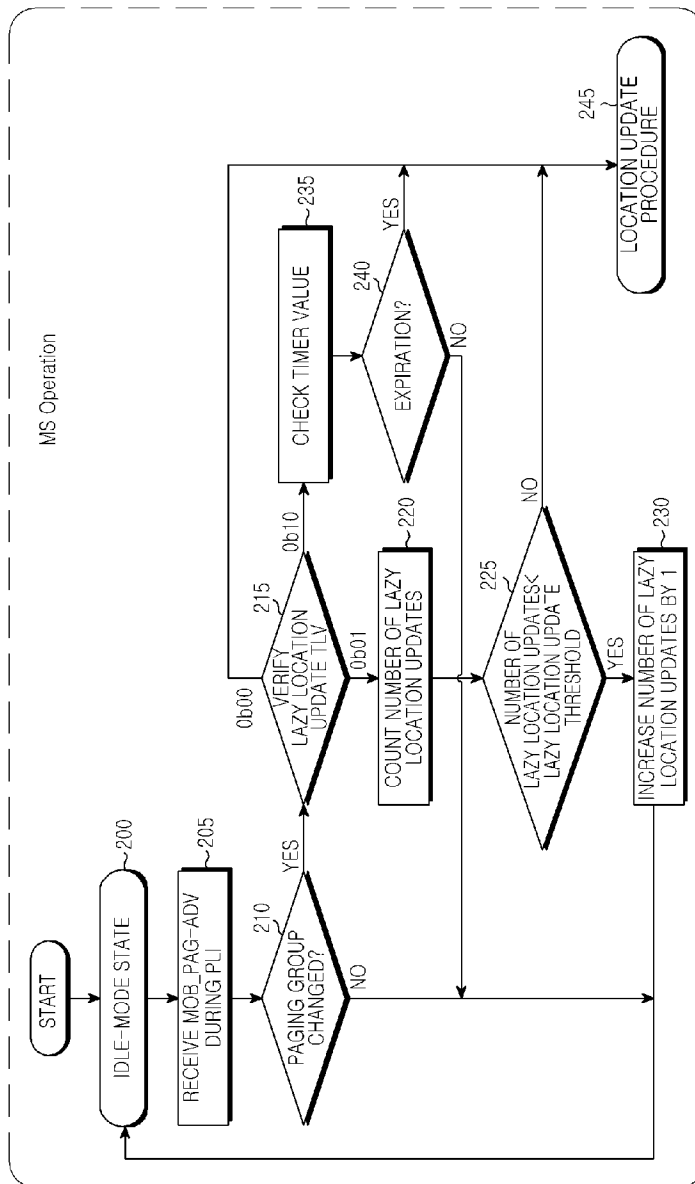 MS Operation
START
IDLE-MODE STATE
200
RECEIVE MOB_PAG-ADV
DURING PLI
205
PAGING GROUP
CHANGED?
210
YES
NO
VERIFY
LAZY LOCATION
UPDATE TLV
215
0b00
0b01
0b10
COUNT NUMBER OF LAZY
LOCATION UPDATES
220
NUMBER OF
LAZY LOCATION UPDATES<
LAZY LOCATION UPDATE
THRESHOLD
225
YES
NO
INCREASE NUMBER OF LAZY
LOCATION UPDATES BY 1
230
CHECK TIMER VALUE
235
EXPIRATION?
240
YES
NO
LOCATION UPDATE
PROCEDURE
245